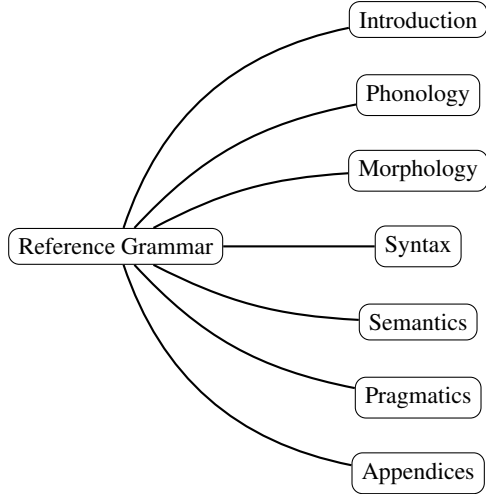 Introduction
Phonology
Morphology
Reference Grammar
Syntax
Semantics
Pragmatics
Appendices